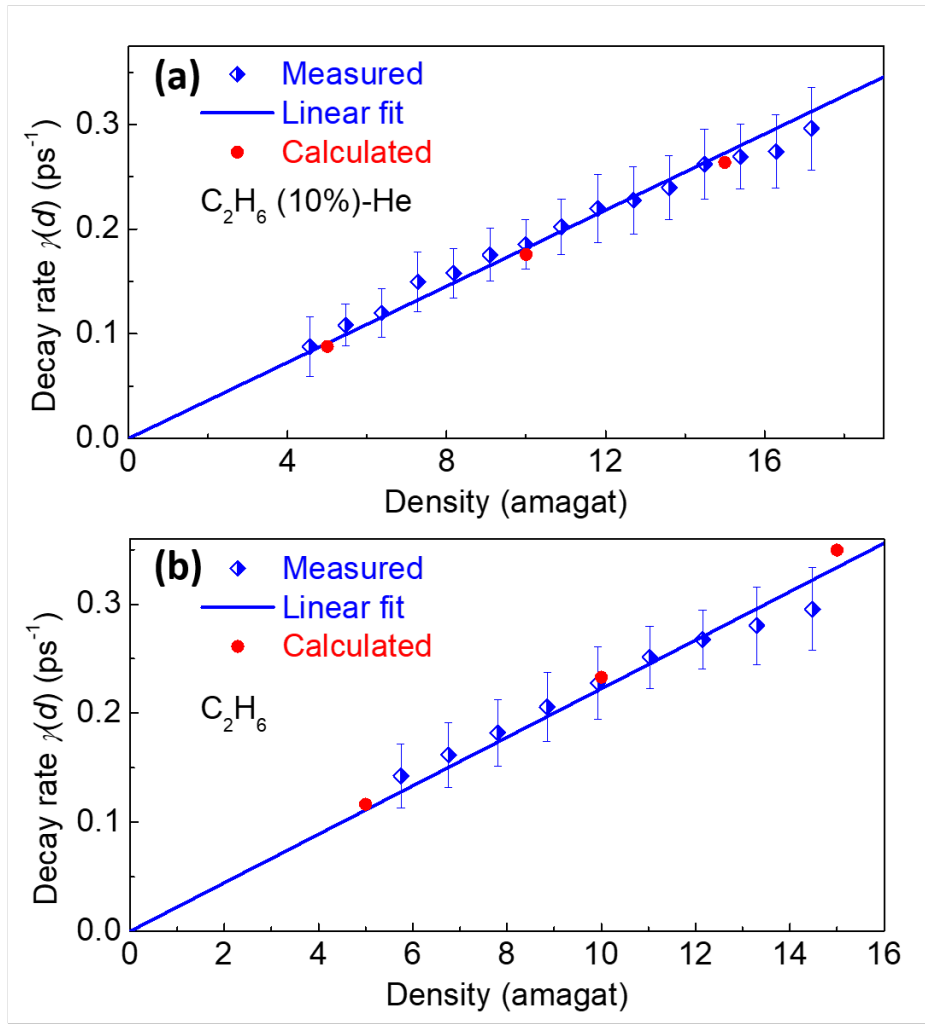 (a)
Measured
Linear fit
Calculated
C₂H₆ (10%)-He
Decay rate γ(d) (ps⁻¹)
0.3
0.2
0.1
0.0
0 4 8 12 16
Density (amagat)
(b)
Measured
Linear fit
Calculated
C₂H₆
Decay rate γ(d) (ps⁻¹)
0.3
0.2
0.1
0.0
0 2 4 6 8 10 12 14 16
Density (amagat)